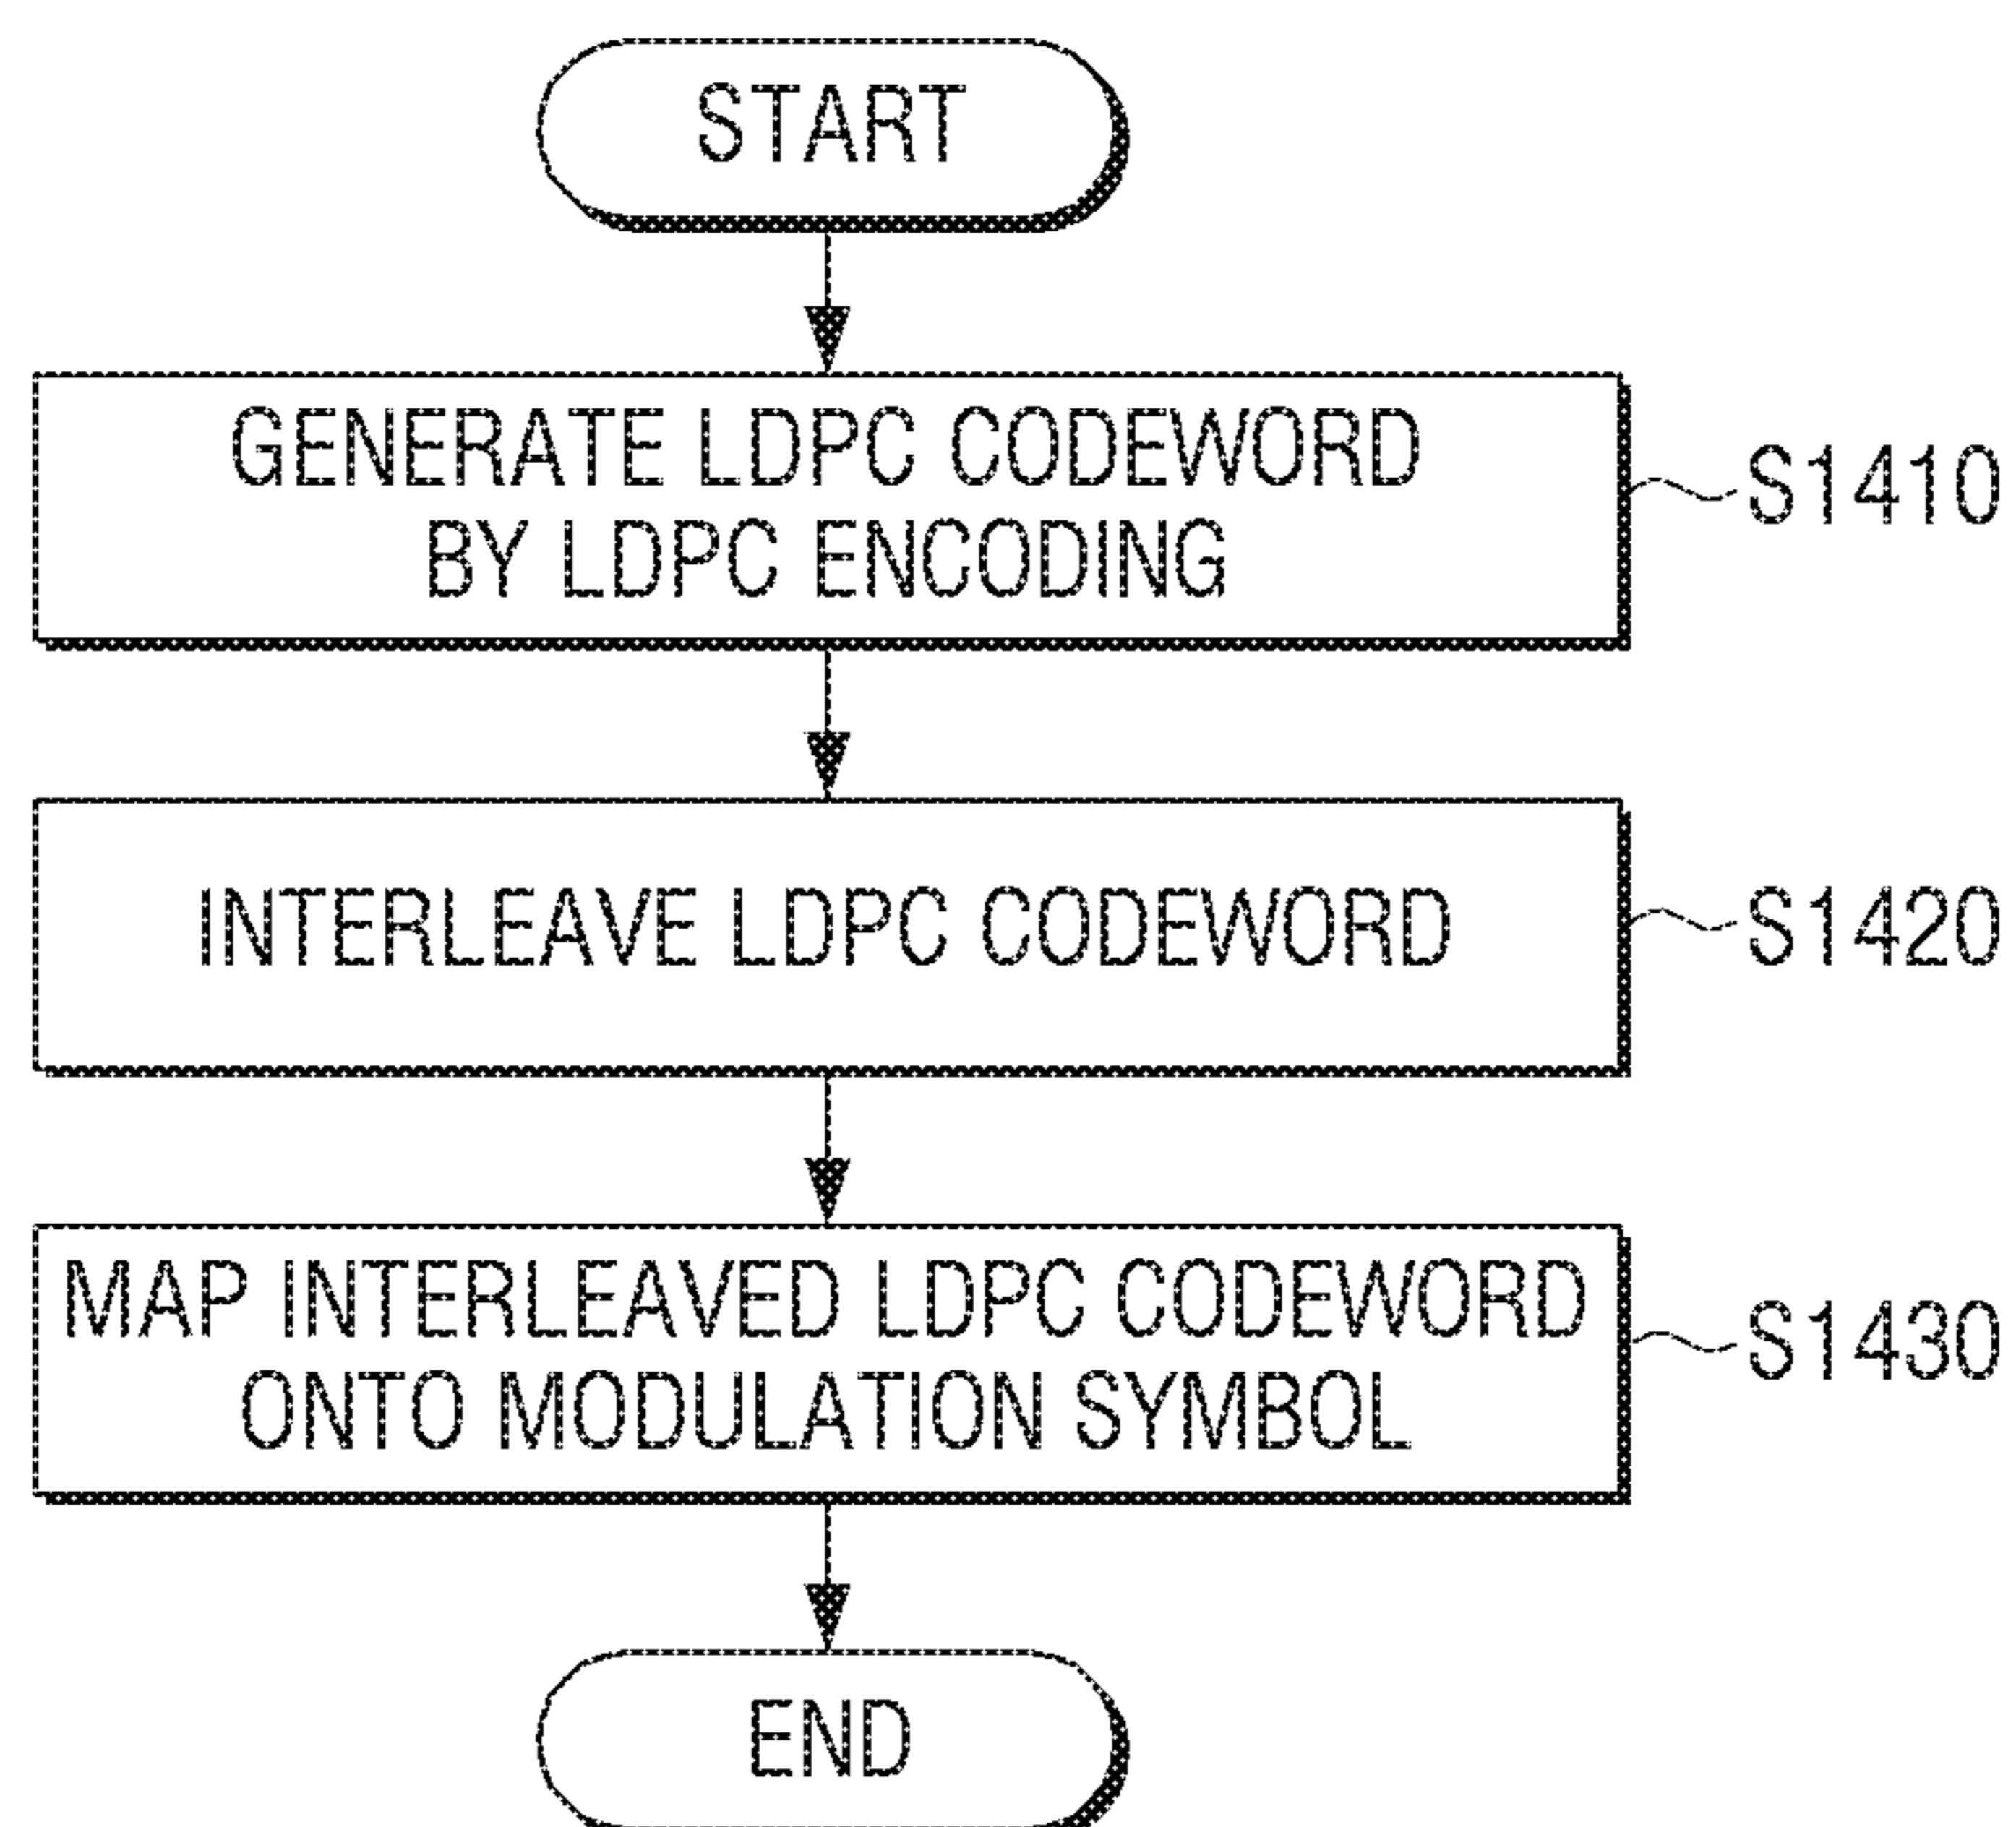 START
GENERATE LDPC CODEWORD
BY LDPC ENCODING
S1410
INTERLEAVE LDPC CODEWORD
S1420
MAP INTERLEAVED LDPC CODEWORD
ONTO MODULATION SYMBOL
S1430
END